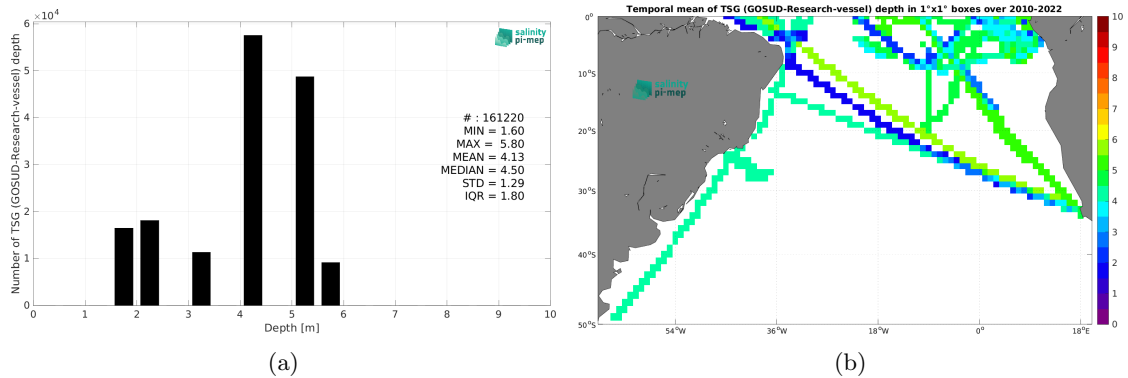 ×10⁴
6
5
4
3
2
1
0
Number of TSG (GOSUD-Research-vessel) depth
salinity
pi-mep
# : 161220
MIN = 1.60
MAX = 5.80
MEAN = 4.13
MEDIAN = 4.50
STD = 1.29
IQR = 1.80
0 1 2 3 4 5 6 7 8 9 10
Depth [m]
(a)
Temporal mean of TSG (GOSUD-Research-vessel) depth in 1°x1° boxes over 2010-2022
0°
10°S
20°S
30°S
40°S
50°S
salinity
pi-mep
54°W 36°W 18°W 0° 18°E
10
9
8
7
6
5
4
3
2
1
0
(b)